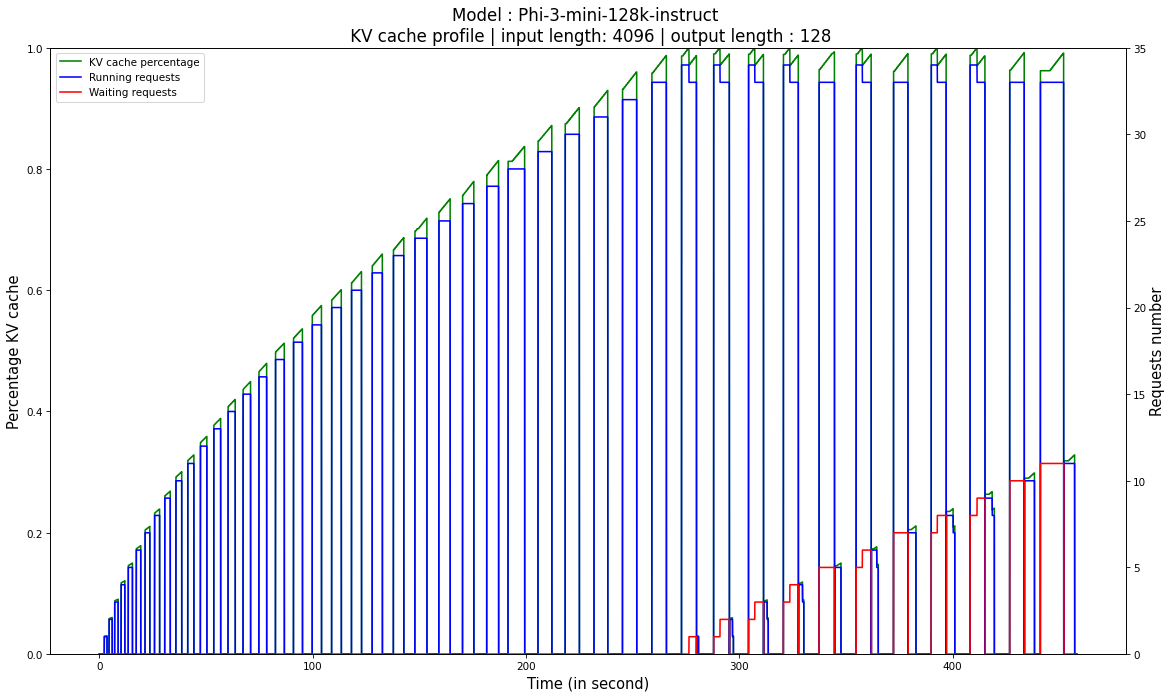 Model : Phi-3-mini-128k-instruct
KV cache profile | input length: 4096 | output length : 128
KV cache percentage
Running requests
Waiting requests
Percentage KV cache
1.0
0.8
0.6
0.4
0.2
0.0
35
30
25
20
15
10
5
0
Requests number
0 100 200 300 400
Time (in second)